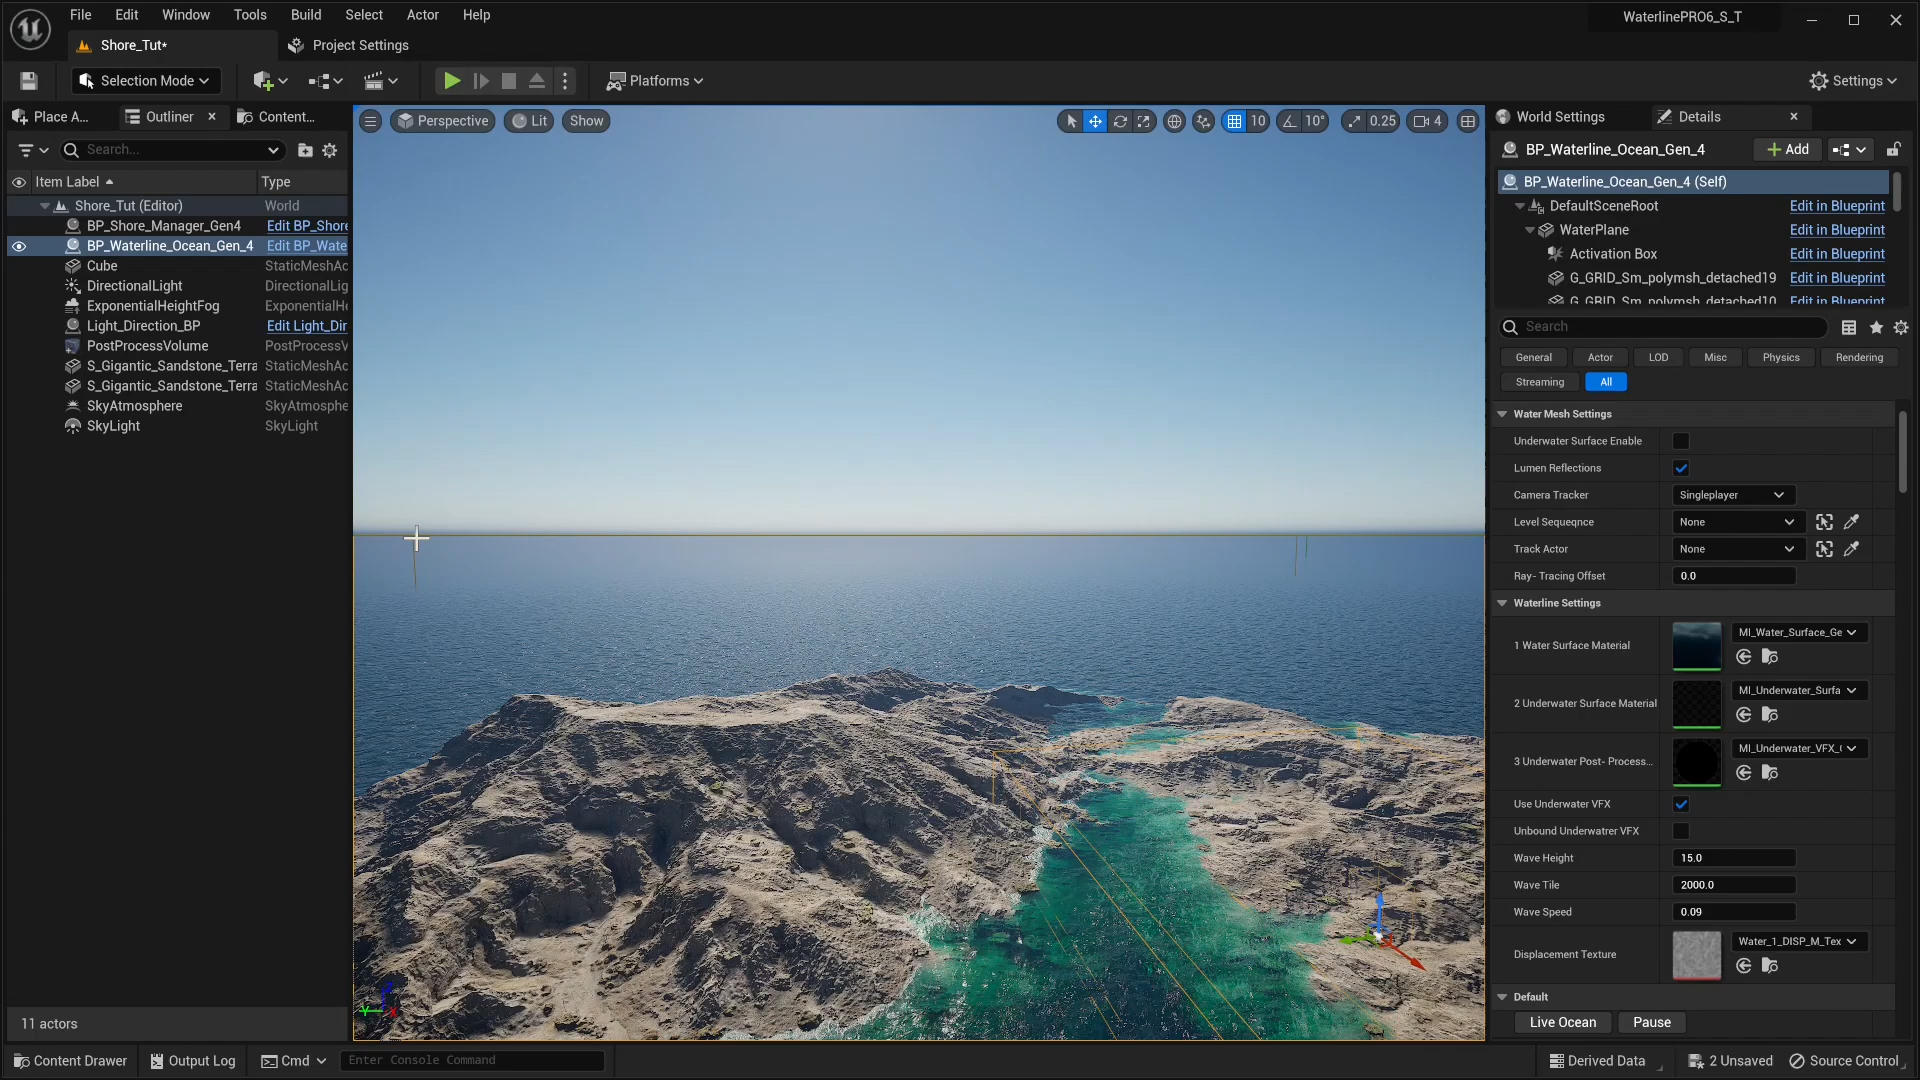 File Edit Window Tools Build Select Actor Help
WaterlinePRO6_S_T
Shore_Tut* Project Settings
Selection Mode Platforms Settings
Place A... Outliner Content...
Perspective Lit Show 10 10° 0.25 4
World Settings Details
Search...
BP_Waterline_Ocean_Gen_4 Add
Item Label Type
BP_Waterline_Ocean_Gen_4 (Self)
Shore_Tut (Editor) World
DefaultSceneRoot Edit in Blueprint
BP_Shore_Manager_Gen4 Edit BP_Shore
WaterPlane Edit in Blueprint
BP_Waterline_Ocean_Gen_4 Edit BP_Wate
Activation Box Edit in Blueprint
Cube StaticMeshAc
G_GRID_Sm_polymsh_detached19 Edit in Blueprint
DirectionalLight DirectionalLig
G_GRID_Sm_polymsh_detached10 Edit in Blueprint
ExponentialHeightFog ExponentialHe
Light_Direction_BP Edit Light_Dir
Search
PostProcessVolume PostProcessV
General Actor LOD Misc Physics Rendering
S_Gigantic_Sandstone_Terra StaticMeshAc
Streaming All
S_Gigantic_Sandstone_Terra StaticMeshAc
SkyAtmosphere SkyAtmosphe
SkyLight SkyLight
Water Mesh Settings
Underwater Surface Enable
Lumen Reflections
Camera Tracker Singleplayer
Level Sequeqnce None
Track Actor None
Ray- Tracing Offset 0.0
Waterline Settings
1 Water Surface Material MI_Water_Surface_Ge
2 Underwater Surface Material MI_Underwater_Surfa
3 Underwater Post- Process... MI_Underwater_VFX_(
Use Underwater VFX
Unbound Underwatrer VFX
Wave Height 15.0
Wave Tile 2000.0
Wave Speed 0.09
Displacement Texture Water_1_DISP_M_Tex
Default
Live Ocean Pause
11 actors
Content Drawer Output Log Cmd Enter Console Command Derived Data 2 Unsaved Source Control